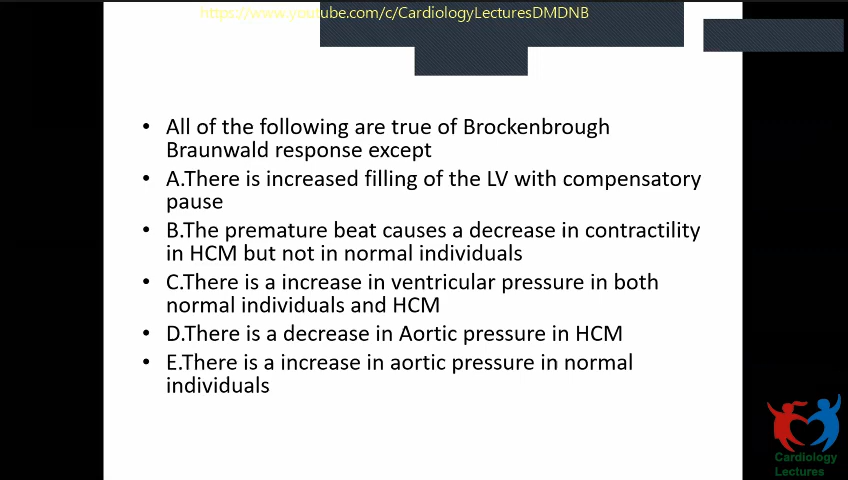 https://www.youtube.com/c/CardiologyLecturesDMDNB
• All of the following are true of Brockenbrough
Braunwald response except
• A.There is increased filling of the LV with compensatory
pause
• B.The premature beat causes a decrease in contractility
in HCM but not in normal individuals
• C.There is a increase in ventricular pressure in both
normal individuals and HCM
• D.There is a decrease in Aortic pressure in HCM
• E.There is a increase in aortic pressure in normal
individuals
Cardiology
Lectures